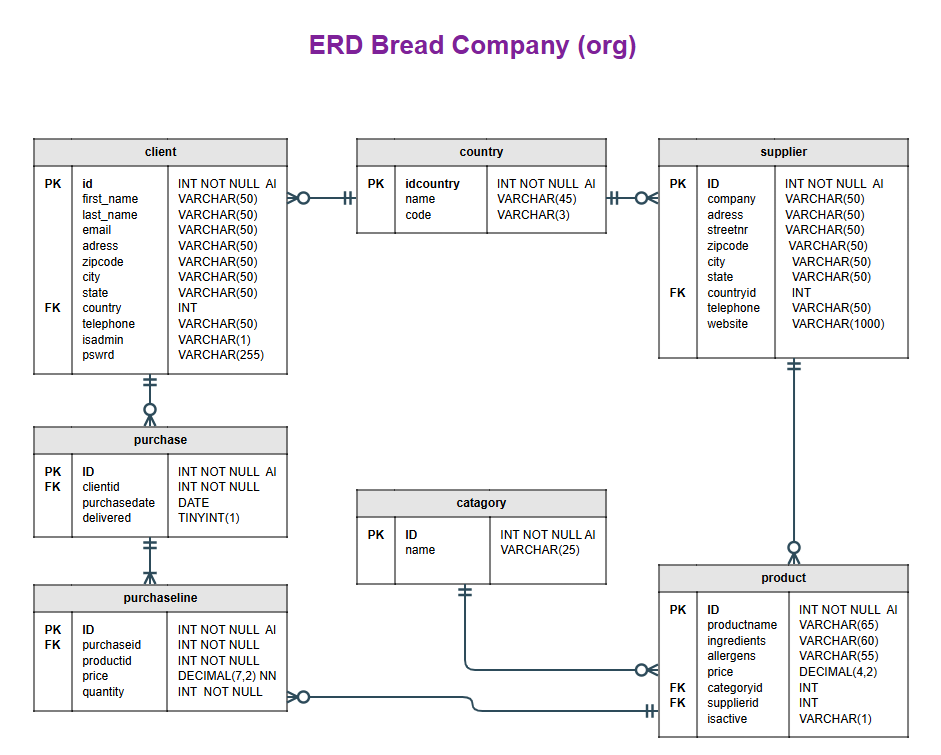 ERD Bread Company (org)
client
PK id INT NOT NULL AI
first_name VARCHAR(50)
last_name VARCHAR(50)
email VARCHAR(50)
adress VARCHAR(50)
zipcode VARCHAR(50)
city VARCHAR(50)
state VARCHAR(50)
FK country INT
telephone VARCHAR(50)
isadmin VARCHAR(1)
pswrd VARCHAR(255)
country
PK idcountry INT NOT NULL AI
name VARCHAR(45)
code VARCHAR(3)
supplier
PK ID INT NOT NULL AI
company VARCHAR(50)
adress VARCHAR(50)
streetnr VARCHAR(50)
zipcode VARCHAR(50)
city VARCHAR(50)
state VARCHAR(50)
FK countryid INT
telephone VARCHAR(50)
website VARCHAR(1000)
purchase
PK ID INT NOT NULL AI
FK clientid INT NOT NULL
purchasedate DATE
delivered TINYINT(1)
catagory
PK ID INT NOT NULL AI
name VARCHAR(25)
purchaseline
PK ID INT NOT NULL AI
FK purchaseid INT NOT NULL
productid INT NOT NULL
price DECIMAL(7,2) NN
quantity INT NOT NULL
product
PK ID INT NOT NULL AI
productname VARCHAR(65)
ingredients VARCHAR(60)
allergens VARCHAR(55)
price DECIMAL(4,2)
FK categoryid INT
FK supplierid INT
isactive VARCHAR(1)